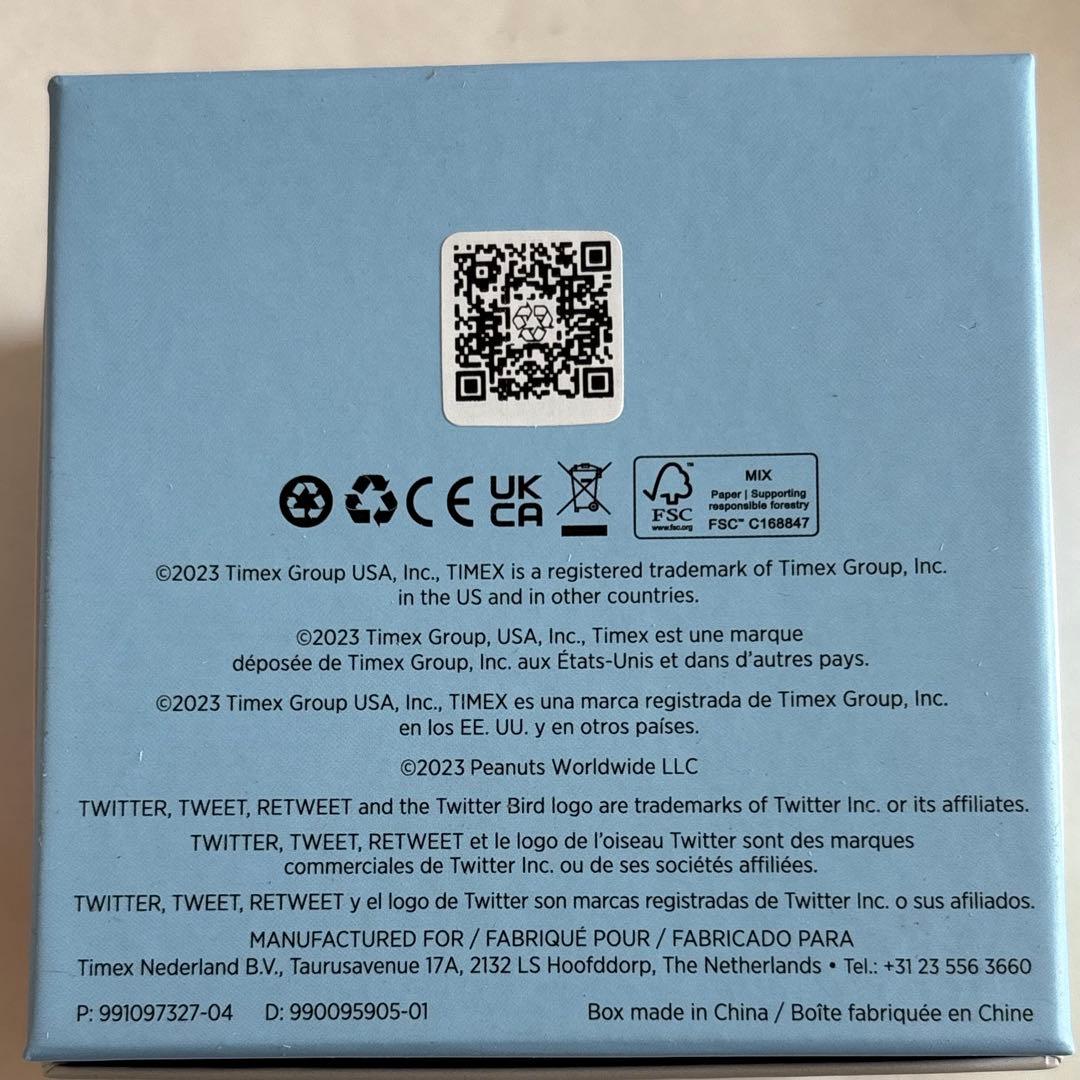 CE
UK
CA
FSC
www.fsc.org
™
MIX
Paper | Supporting
responsible forestry
FSC™ C168847
©2023 Timex Group USA, Inc., TIMEX is a registered trademark of Timex Group, Inc.
in the US and in other countries.
©2023 Timex Group, USA, Inc., Timex est une marque
déposée de Timex Group, Inc. aux États-Unis et dans d'autres pays.
©2023 Timex Group USA, Inc., TIMEX es una marca registrada de Timex Group, Inc.
en los EE. UU. y en otros países.
©2023 Peanuts Worldwide LLC
TWITTER, TWEET, RETWEET and the Twitter Bird logo are trademarks of Twitter Inc. or its affiliates.
TWITTER, TWEET, RETWEET et le logo de l'oiseau Twitter sont des marques
commerciales de Twitter Inc. ou de ses sociétés affiliées.
TWITTER, TWEET, RETWEET y el logo de Twitter son marcas registradas de Twitter Inc. o sus afiliados.
MANUFACTURED FOR / FABRIQUÉ POUR / FABRICADO PARA
Timex Nederland B.V., Taurusavenue 17A, 2132 LS Hoofddorp, The Netherlands • Tel.: +31 23 556 3660
P: 991097327-04 D: 990095905-01 Box made in China / Boîte fabriquée en Chine